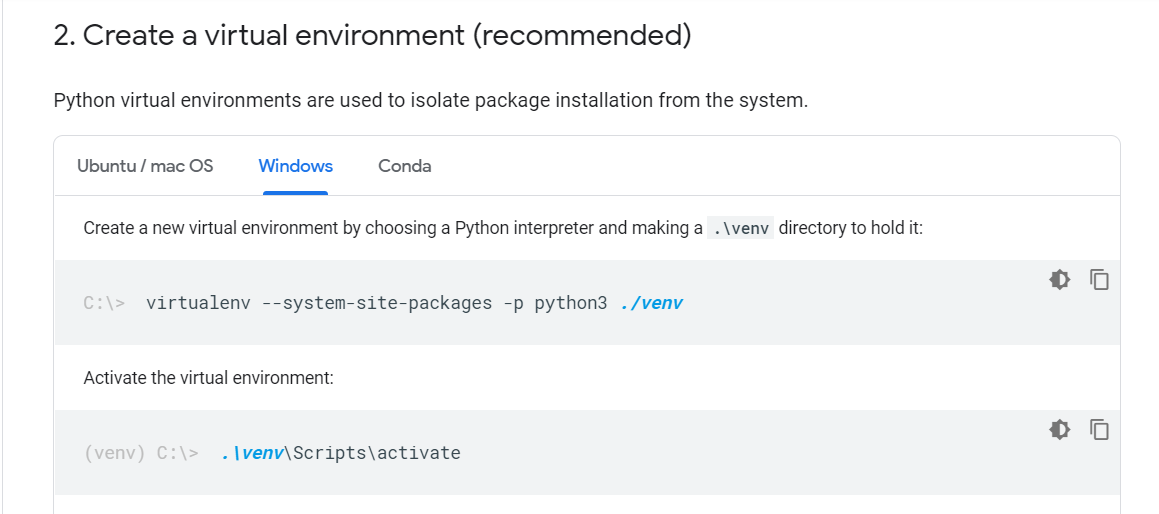 2. Create a virtual environment (recommended)
Python virtual environments are used to isolate package installation from the system.
Ubuntu / mac OS Windows Conda
Create a new virtual environment by choosing a Python interpreter and making a .\venv directory to hold it:
C:\> virtualenv --system-site-packages -p python3 ./venv
Activate the virtual environment:
(venv) C:\> .\venv\Scripts\activate